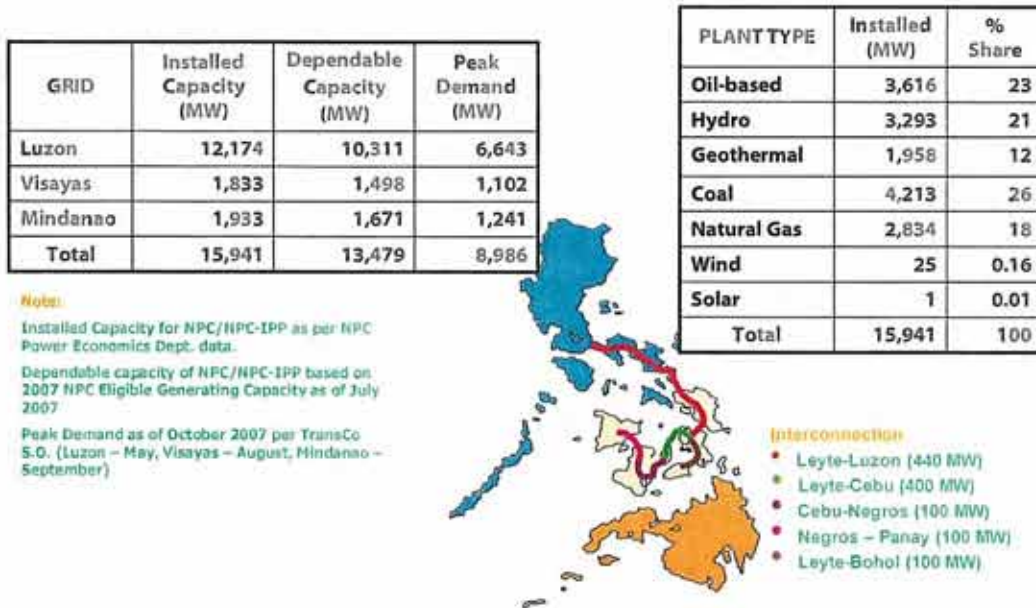 GRID Installed Capacity (MW) Dependable Capacity (MW) Peak Demand (MW)
Luzon 12,174 10,311 6,643
Visayas 1,833 1,498 1,102
Mindanao 1,933 1,671 1,241
Total 15,941 13,479 8,986
Note:
Installed Capacity for NPC/NPC-IPP as per NPC
Power Economics Dept. data.
Dependable capacity of NPC/NPC-IPP based on
2007 NPC Eligible Generating Capacity as of July
2007
Peak Demand as of October 2007 per TransCo
S.O. (Luzon – May, Visayas – August, Mindanao –
September)
PLANT TYPE Installed (MW) % Share
Oil-based 3,616 23
Hydro 3,293 21
Geothermal 1,958 12
Coal 4,213 26
Natural Gas 2,834 18
Wind 25 0.16
Solar 1 0.01
Total 15,941 100
Interconnection
Leyte-Luzon (440 MW)
Leyte-Cebu (400 MW)
Cebu-Negros (100 MW)
Negros – Panay (100 MW)
Leyte-Bohol (100 MW)